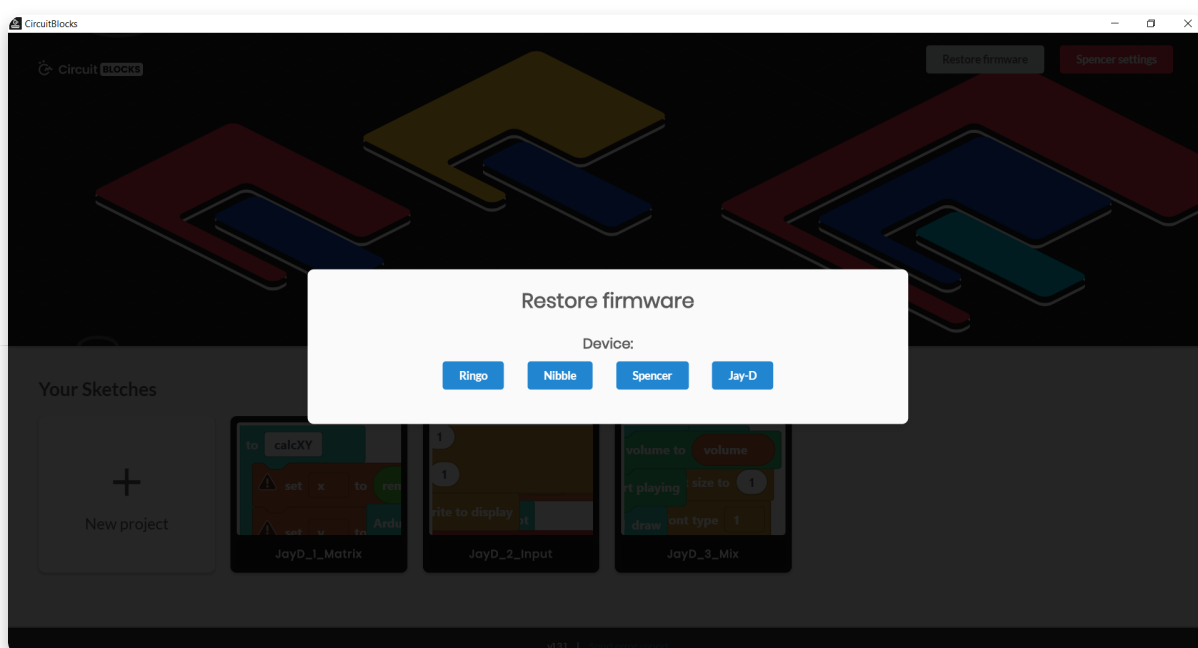 CircuitBlocks
Circuit BLOCKS
Restore firmware
Spencer settings
Restore firmware
Device:
Ringo
Nibble
Spencer
Jay-D
Your Sketches
New project
to calcXY
set x to
set to
JayD_1_Matrix
1
1
rite to display
JayD_2_Input
volume to volume
rt playing size to 1
draw ont type 1
JayD_3_Mix